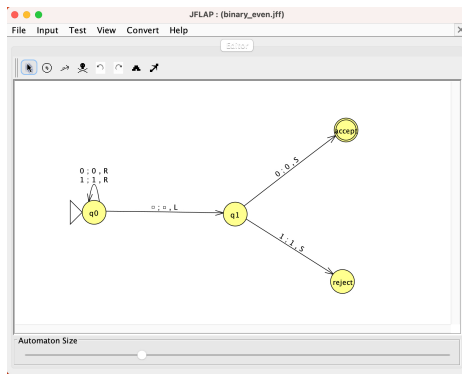 JFLAP : (binary_even.jff)
File Input Test View Convert Help
×
Editor
accept
0 ; 0 , R
1 ; 1 , R
0 ; 0 , S
q0
□ ; □ , L
q1
1 ; 1 , S
reject
Automaton Size